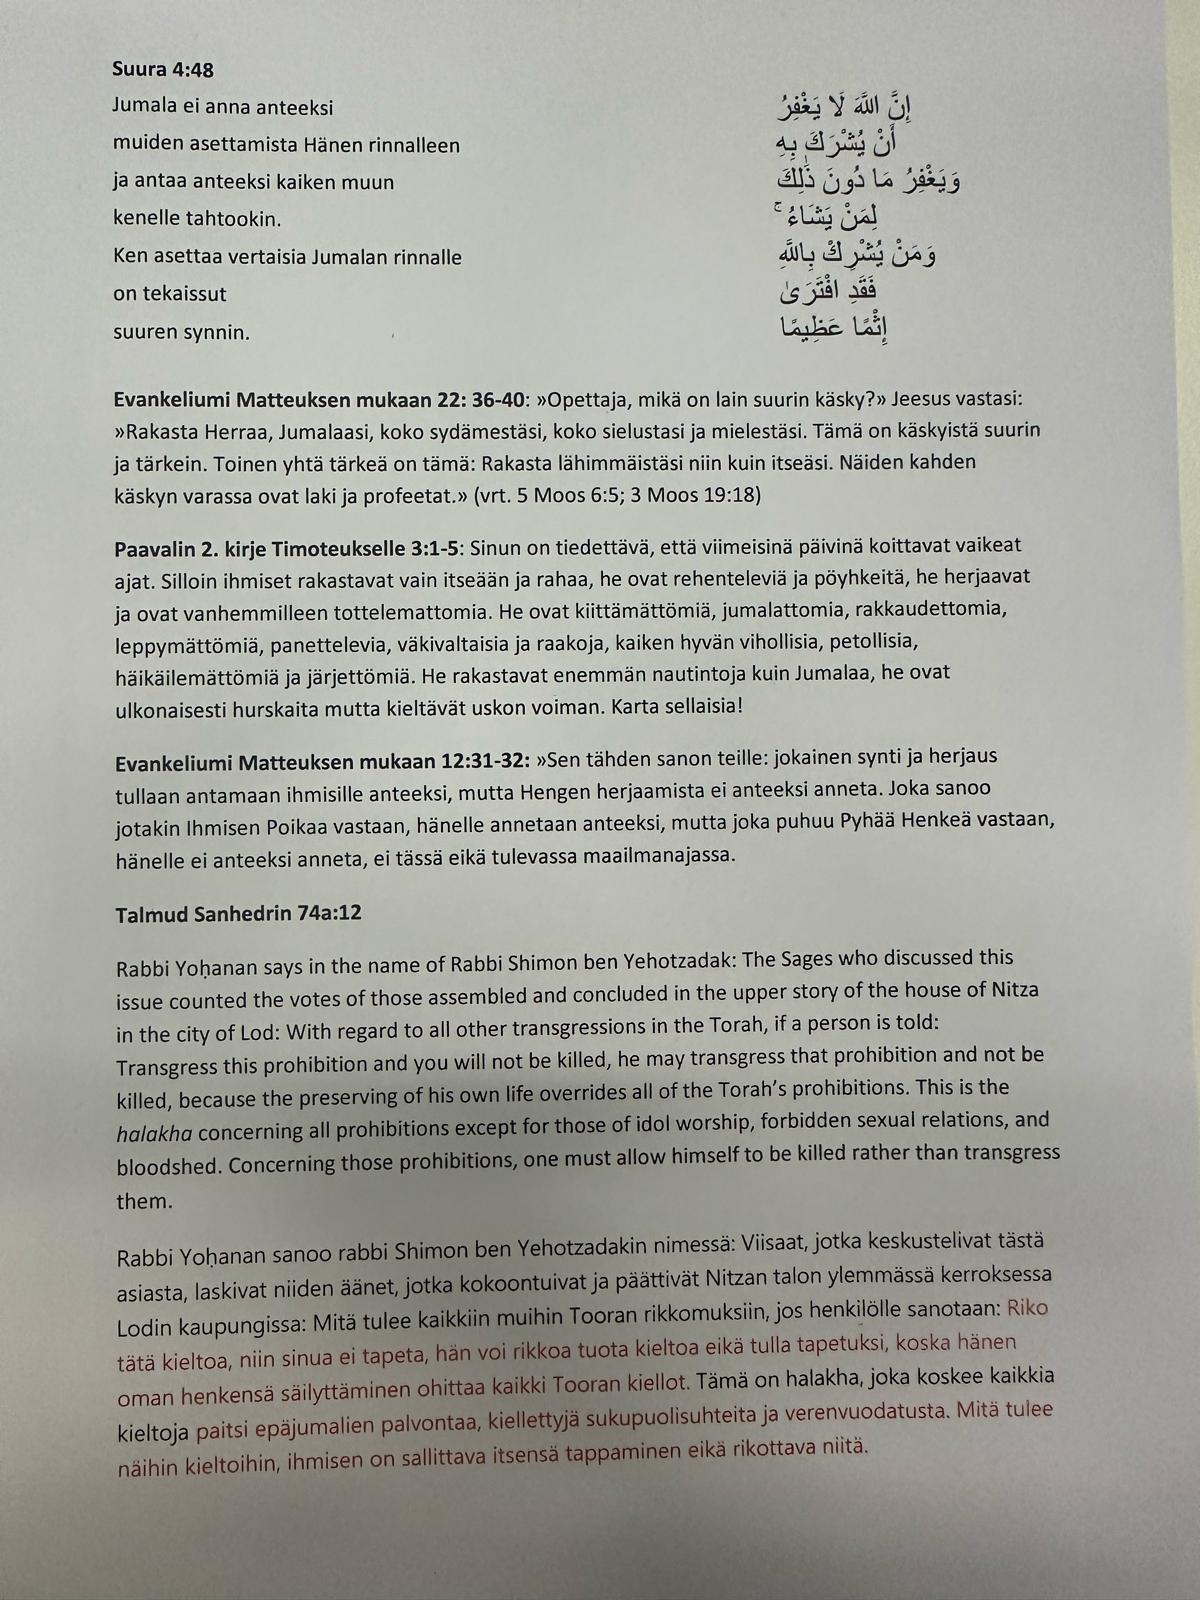 Suura 4:48
Jumala ei anna anteeksi
إِنَّ اللَّهَ لَا يَغْفِرُ
muiden asettamista Hänen rinnalleen
أَنْ يُشْرَكَ بِهِ
ja antaa anteeksi kaiken muun
وَيَغْفِرُ مَا دُونَ ذَٰلِكَ
kenelle tahtookin.
لِمَنْ يَشَاءُ ۚ
Ken asettaa vertaisia Jumalan rinnalle
وَمَنْ يُشْرِكْ بِاللَّهِ
on tekaissut
فَقَدِ افْتَرَىٰ
suuren synnin.
إِثْمًا عَظِيمًا
Evankeliumi Matteuksen mukaan 22: 36-40: »Opettaja, mikä on lain suurin käsky?» Jeesus vastasi:
»Rakasta Herraa, Jumalaasi, koko sydämestäsi, koko sielustasi ja mielestäsi. Tämä on käskyistä suurin
ja tärkein. Toinen yhtä tärkeä on tämä: Rakasta lähimmäistäsi niin kuin itseäsi. Näiden kahden
käskyn varassa ovat laki ja profeetat.» (vrt. 5 Moos 6:5; 3 Moos 19:18)
Paavalin 2. kirje Timoteukselle 3:1-5: Sinun on tiedettävä, että viimeisinä päivinä koittavat vaikeat
ajat. Silloin ihmiset rakastavat vain itseään ja rahaa, he ovat rehenteleviä ja pöyhkeitä, he herjaavat
ja ovat vanhemmilleen tottelemattomia. He ovat kiittämättömiä, jumalattomia, rakkaudettomia,
leppymättömiä, panettelevia, väkivaltaisia ja raakoja, kaiken hyvän vihollisia, petollisia,
häikäilemättömiä ja järjettömiä. He rakastavat enemmän nautintoja kuin Jumalaa, he ovat
ulkonaisesti hurskaita mutta kieltävät uskon voiman. Karta sellaisia!
Evankeliumi Matteuksen mukaan 12:31-32: »Sen tähden sanon teille: jokainen synti ja herjaus
tullaan antamaan ihmisille anteeksi, mutta Hengen herjaamista ei anteeksi anneta. Joka sanoo
jotakin Ihmisen Poikaa vastaan, hänelle annetaan anteeksi, mutta joka puhuu Pyhää Henkeä vastaan,
hänelle ei anteeksi anneta, ei tässä eikä tulevassa maailmanajassa.
Talmud Sanhedrin 74a:12
Rabbi Yoḥanan says in the name of Rabbi Shimon ben Yehotzadak: The Sages who discussed this
issue counted the votes of those assembled and concluded in the upper story of the house of Nitza
in the city of Lod: With regard to all other transgressions in the Torah, if a person is told:
Transgress this prohibition and you will not be killed, he may transgress that prohibition and not be
killed, because the preserving of his own life overrides all of the Torah's prohibitions. This is the
halakha concerning all prohibitions except for those of idol worship, forbidden sexual relations, and
bloodshed. Concerning those prohibitions, one must allow himself to be killed rather than transgress
them.
Rabbi Yoḥanan sanoo rabbi Shimon ben Yehotzadakin nimessä: Viisaat, jotka keskustelivat tästä
asiasta, laskivat niiden äänet, jotka kokoontuivat ja päättivät Nitzan talon ylemmässä kerroksessa
Lodin kaupungissa: Mitä tulee kaikkiin muihin Tooran rikkomuksiin, jos henkilölle sanotaan: Riko
tätä kieltoa, niin sinua ei tapeta, hän voi rikkoa tuota kieltoa eikä tulla tapetuksi, koska hänen
oman henkensä säilyttäminen ohittaa kaikki Tooran kiellot. Tämä on halakha, joka koskee kaikkia
kieltoja paitsi epäjumalien palvontaa, kiellettyjä sukupuolisuhteita ja verenvuodatusta. Mitä tulee
näihin kieltoihin, ihmisen on sallittava itsensä tappaminen eikä rikottava niitä.